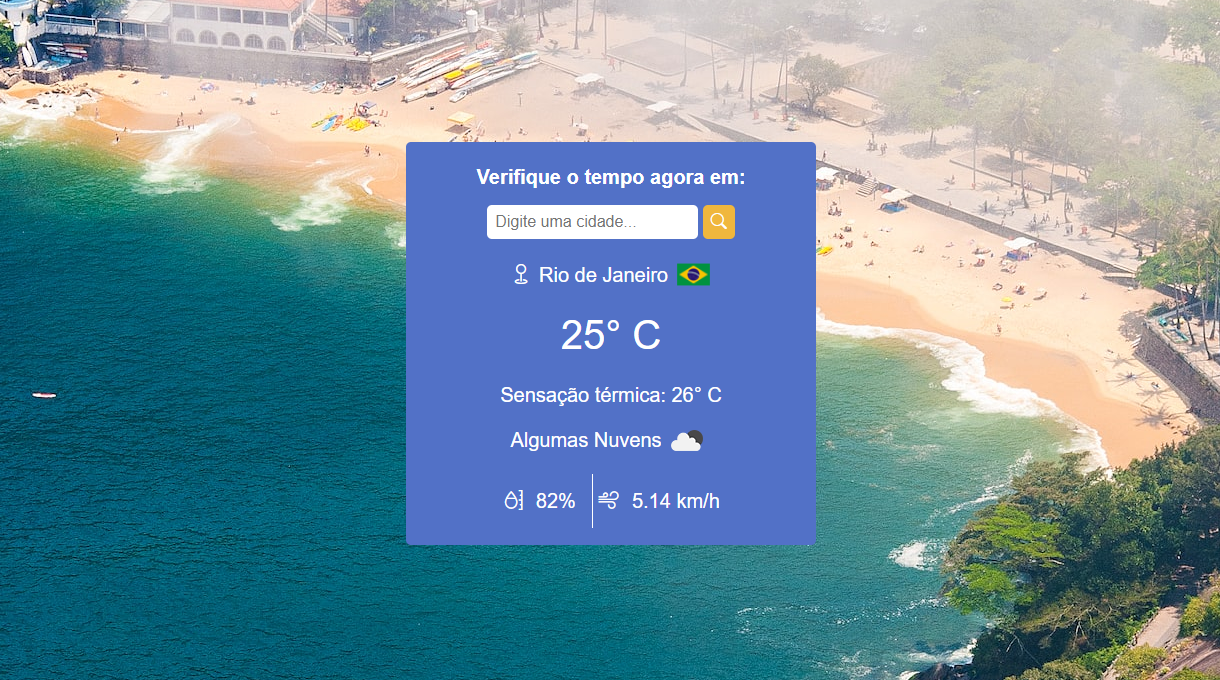 Verifique o tempo agora em:
Digite uma cidade...
Rio de Janeiro
25° C
Sensação térmica: 26° C
Algumas Nuvens
82% 5.14 km/h